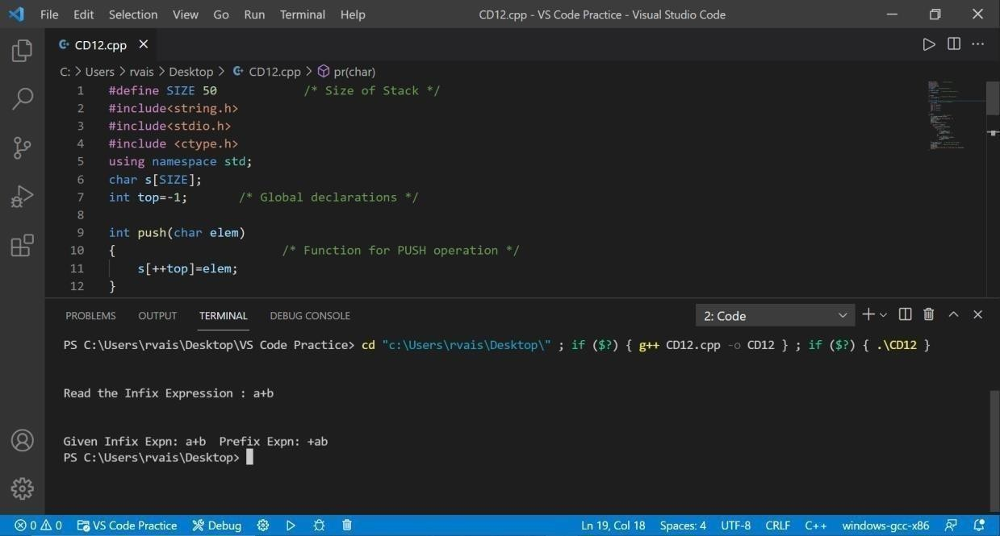 File Edit Selection View Go Run Terminal Help CD12.cpp - VS Code Practice - Visual Studio Code
CD12.cpp
C: > Users > rvais > Desktop > CD12.cpp > pr(char)
1 #define SIZE 50 /* Size of Stack */
2 #include<string.h>
3 #include<stdio.h>
4 #include <ctype.h>
5 using namespace std;
6 char s[SIZE];
7 int top=-1; /* Global declarations */
8
9 int push(char elem)
10 { /* Function for PUSH operation */
11 s[++top]=elem;
12 }
PROBLEMS OUTPUT TERMINAL DEBUG CONSOLE 2: Code
PS C:\Users\rvais\Desktop\VS Code Practice> cd "c:\Users\rvais\Desktop\" ; if ($?) { g++ CD12.cpp -o CD12 } ; if ($?) { .\CD12 }
Read the Infix Expression : a+b
Given Infix Expn: a+b Prefix Expn: +ab
PS C:\Users\rvais\Desktop>
0 0 VS Code Practice Debug Ln 19, Col 18 Spaces: 4 UTF-8 CRLF C++ windows-gcc-x86